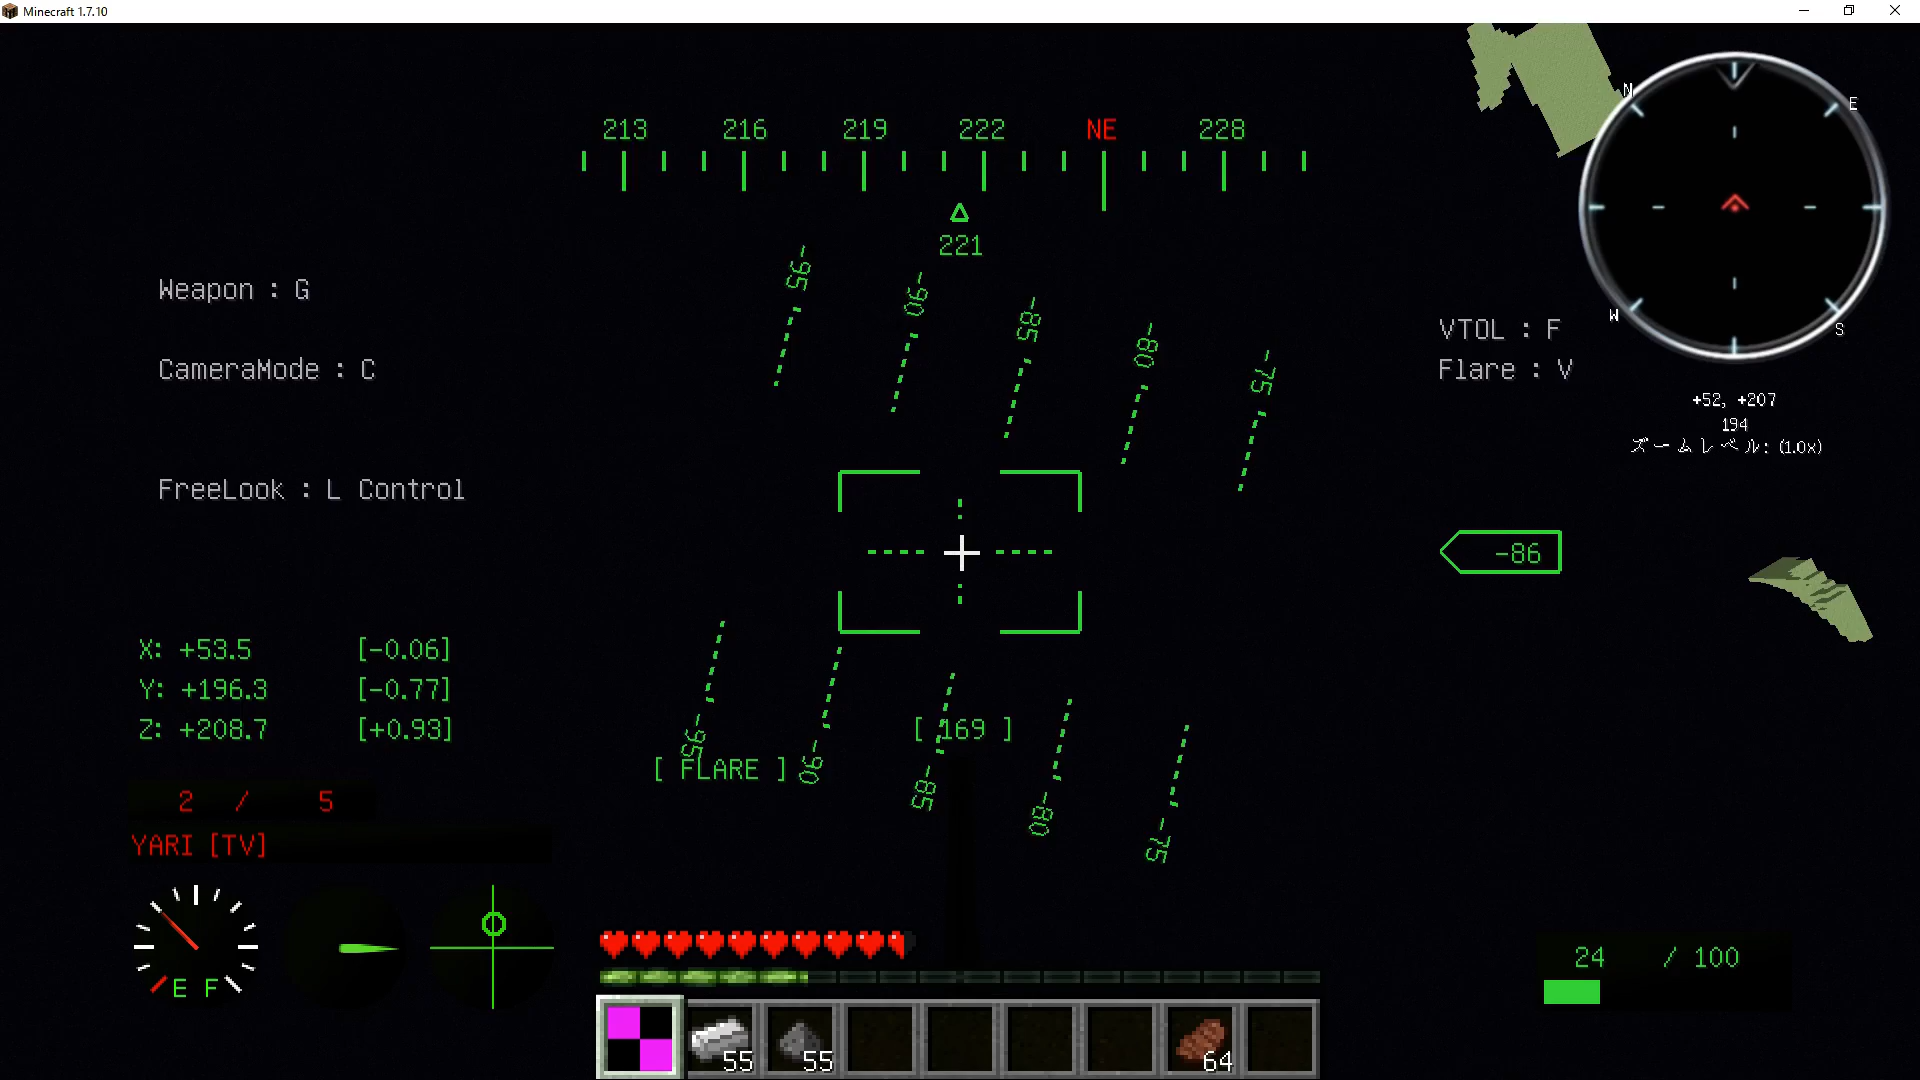 Minecraft 1.7.10
213 216 219 222 NE 228
221
N
E
W
S
-95 -90 -85 -80 -75
Weapon : G
CameraMode : C
FreeLook : L Control
VTOL : F
Flare : V
+52, +207
194
ズームレベル: (1.0x)
-86
X: +53.5 [-0.06]
Y: +196.3 [-0.77]
Z: +208.7 [+0.93]
[ 169 ]
[ FLARE ]
-95 -90 -85 -80 -75
2 / 5
YARI [TV]
E F
24 / 100
55 55 64